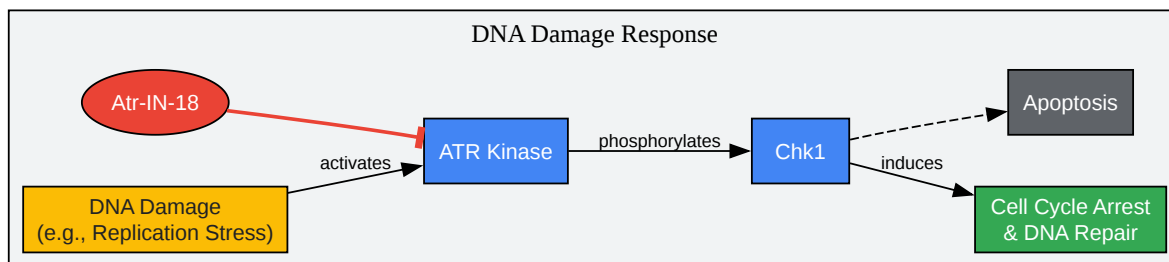 DNA Damage Response
Atr-IN-18
Apoptosis
ATR Kinase
phosphorylates
Chk1
activates
induces
DNA Damage
(e.g., Replication Stress)
Cell Cycle Arrest
& DNA Repair